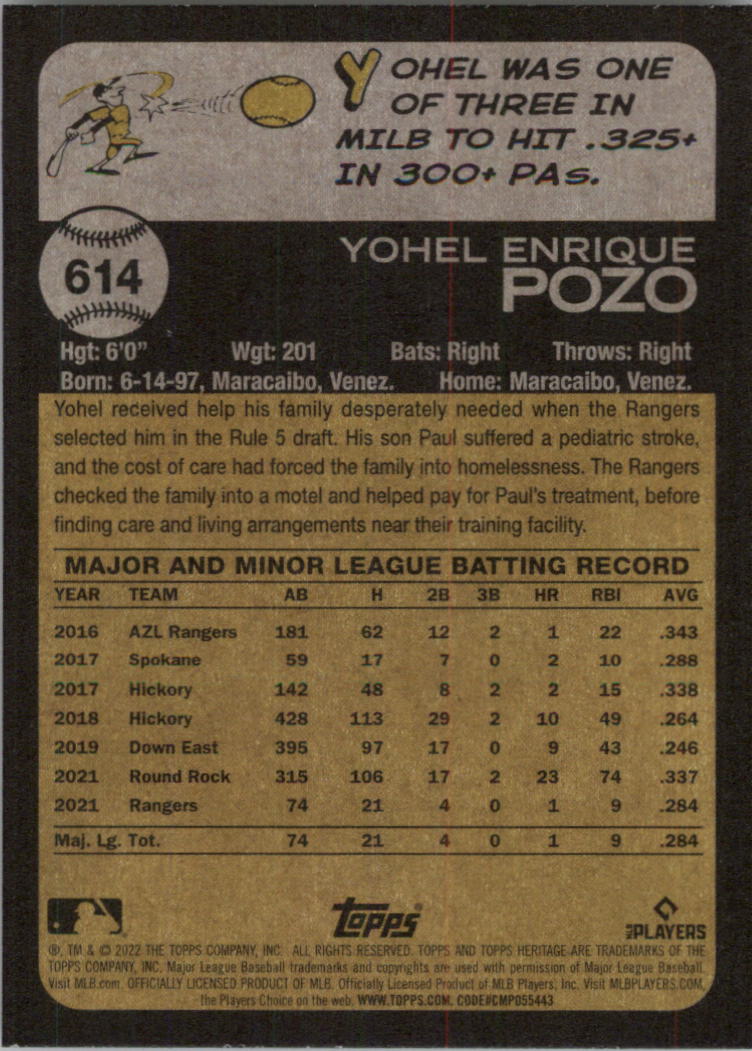 YOHEL WAS ONE
OF THREE IN
MILB TO HIT .325+
IN 300+ PAs.
614
YOHEL ENRIQUE
POZO
Hgt: 6'0" Wgt: 201 Bats: Right Throws: Right
Born: 6-14-97, Maracaibo, Venez. Home: Maracaibo, Venez.
Yohel received help his family desperately needed when the Rangers
selected him in the Rule 5 draft. His son Paul suffered a pediatric stroke,
and the cost of care had forced the family into homelessness. The Rangers
checked the family into a motel and helped pay for Paul's treatment, before
finding care and living arrangements near their training facility.
MAJOR AND MINOR LEAGUE BATTING RECORD
YEAR TEAM AB H 2B 3B HR RBI AVG
2016 AZL Rangers 181 62 12 2 1 22 .343
2017 Spokane 59 17 7 0 2 10 .288
2017 Hickory 142 48 8 2 2 15 .338
2018 Hickory 428 113 29 2 10 49 .264
2019 Down East 395 97 17 0 9 43 .246
2021 Round Rock 315 106 17 2 23 74 .337
2021 Rangers 74 21 4 0 1 9 .284
Maj. Lg. Tot. 74 21 4 0 1 9 .284
Topps®
MLB PLAYERS
®, TM & © 2022 THE TOPPS COMPANY, INC. ALL RIGHTS RESERVED. TOPPS AND TOPPS HERITAGE ARE TRADEMARKS OF THE
TOPPS COMPANY, INC. Major League Baseball trademarks and copyrights are used with permission of Major League Baseball.
Visit MLB.com. OFFICIALLY LICENSED PRODUCT OF MLB. Officially Licensed Product of MLB Players, Inc. Visit MLBPLAYERS.COM,
the Players Choice on the web. WWW.TOPPS.COM. CODE#CMP055443